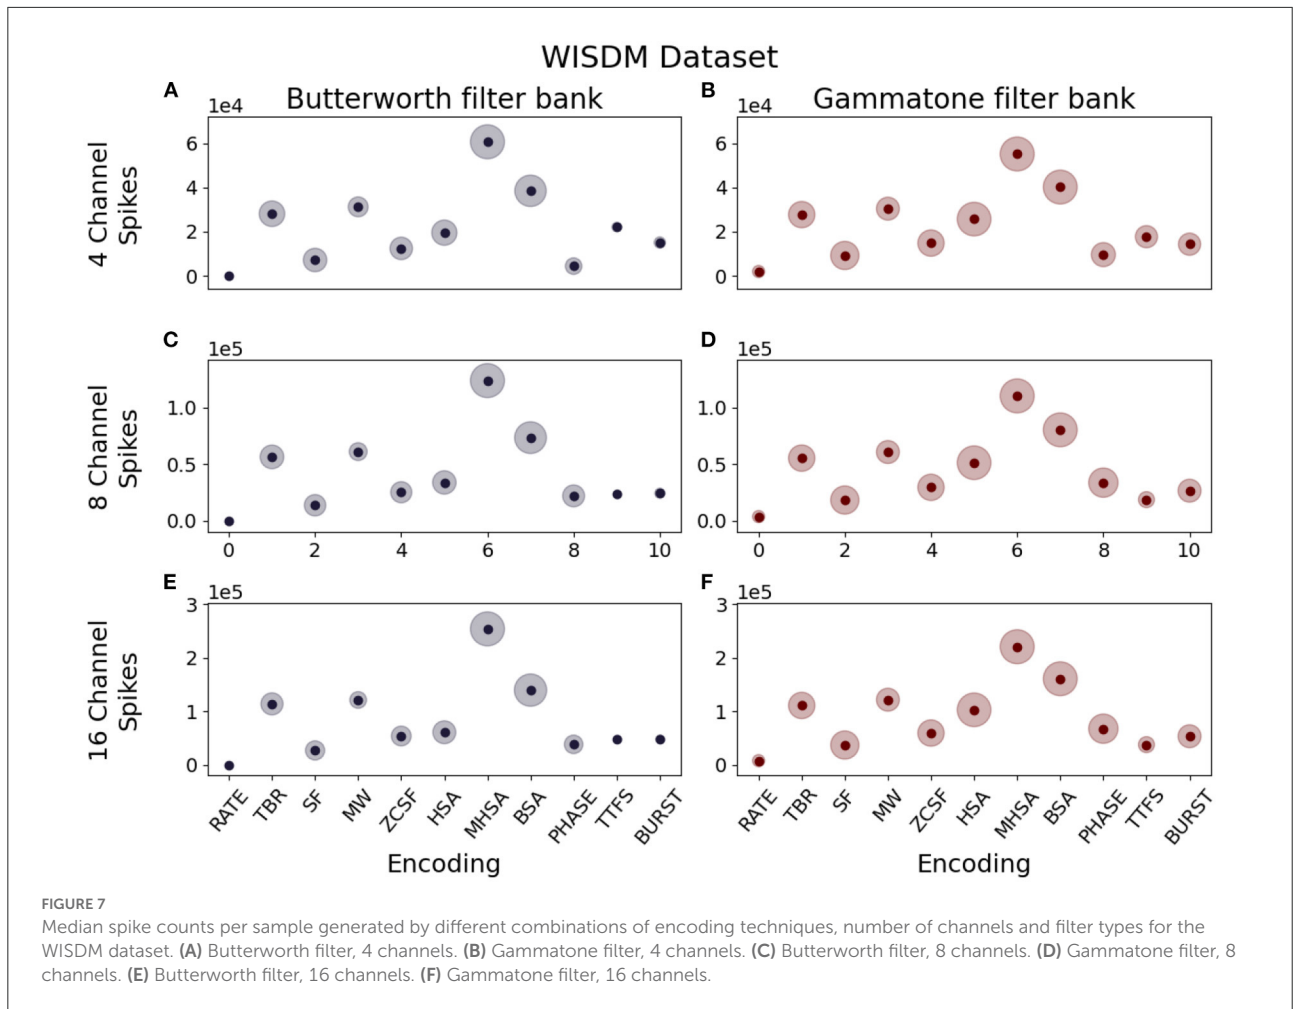 WISDM Dataset
A
Butterworth filter bank
B
Gammatone filter bank
4 Channel
Spikes
1e4
6
4
2
0
1e4
6
4
2
0
C
D
8 Channel
Spikes
1e5
1.0
0.5
0.0
0 2 4 6 8 10
1e5
1.0
0.5
0.0
0 2 4 6 8 10
E
F
16 Channel
Spikes
1e5
3
2
1
0
RATE TBR SF MW ZCSF HSA MHSA BSA PHASE TTFS BURST
Encoding
1e5
3
2
1
0
RATE TBR SF MW ZCSF HSA MHSA BSA PHASE TTFS BURST
Encoding
FIGURE 7
Median spike counts per sample generated by different combinations of encoding techniques, number of channels and filter types for the
WISDM dataset. (A) Butterworth filter, 4 channels. (B) Gammatone filter, 4 channels. (C) Butterworth filter, 8 channels. (D) Gammatone filter, 8
channels. (E) Butterworth filter, 16 channels. (F) Gammatone filter, 16 channels.